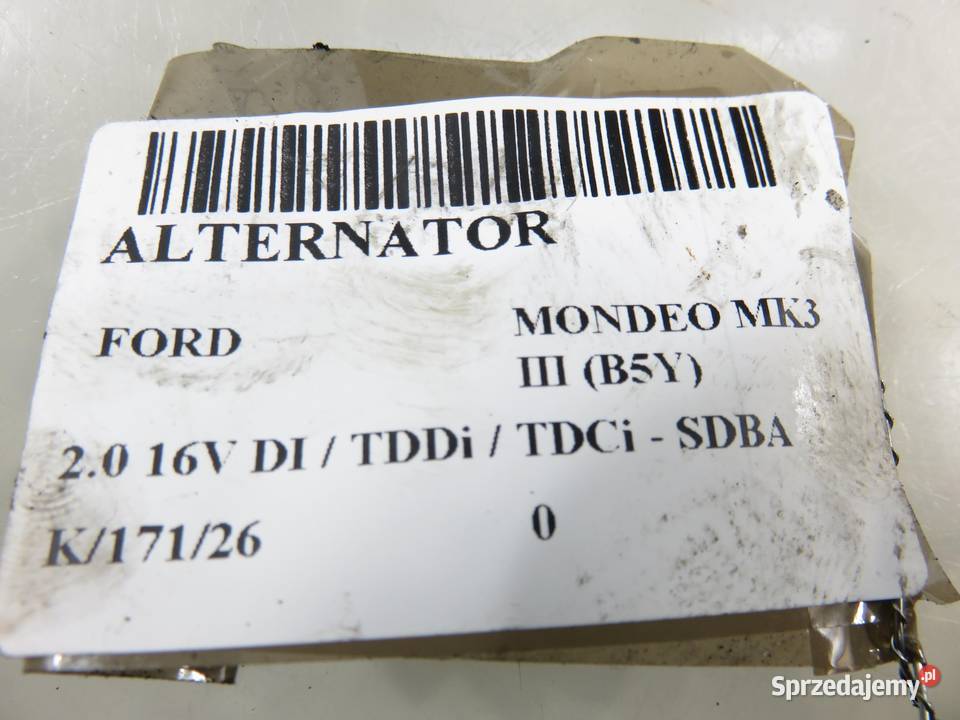 ALTERNATOR
FORD
MONDEO MK3
III (B5Y)
2.0 16V DI / TDDi / TDCi - SDBA
K/171/26
0
Sprzedajemy.pl